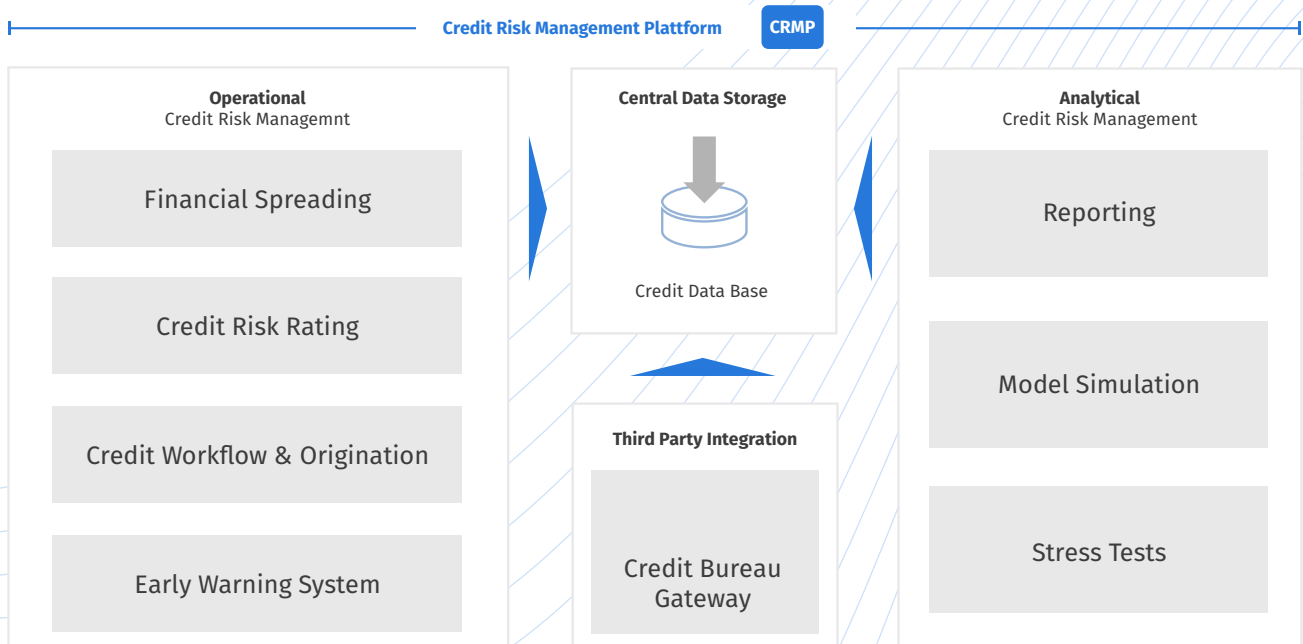 Credit Risk Management Plattform
CRMP
Operational
Credit Risk Managemnt
Financial Spreading
Credit Risk Rating
Credit Workflow & Origination
Early Warning System
Central Data Storage
Credit Data Base
Third Party Integration
Credit Bureau
Gateway
Analytical
Credit Risk Management
Reporting
Model Simulation
Stress Tests